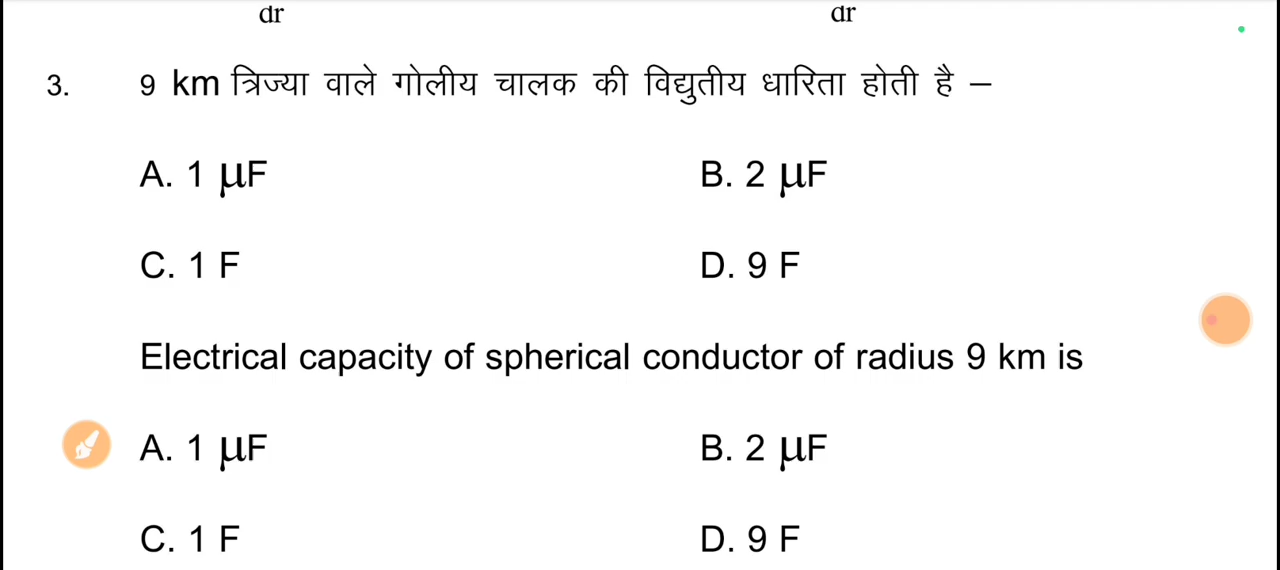 dr dr
3. 9 km त्रिज्या वाले गोलीय चालक की विद्युतीय धारिता होती है –
A. 1 µF B. 2 µF
C. 1 F D. 9 F
Electrical capacity of spherical conductor of radius 9 km is
A. 1 µF B. 2 µF
C. 1 F D. 9 F